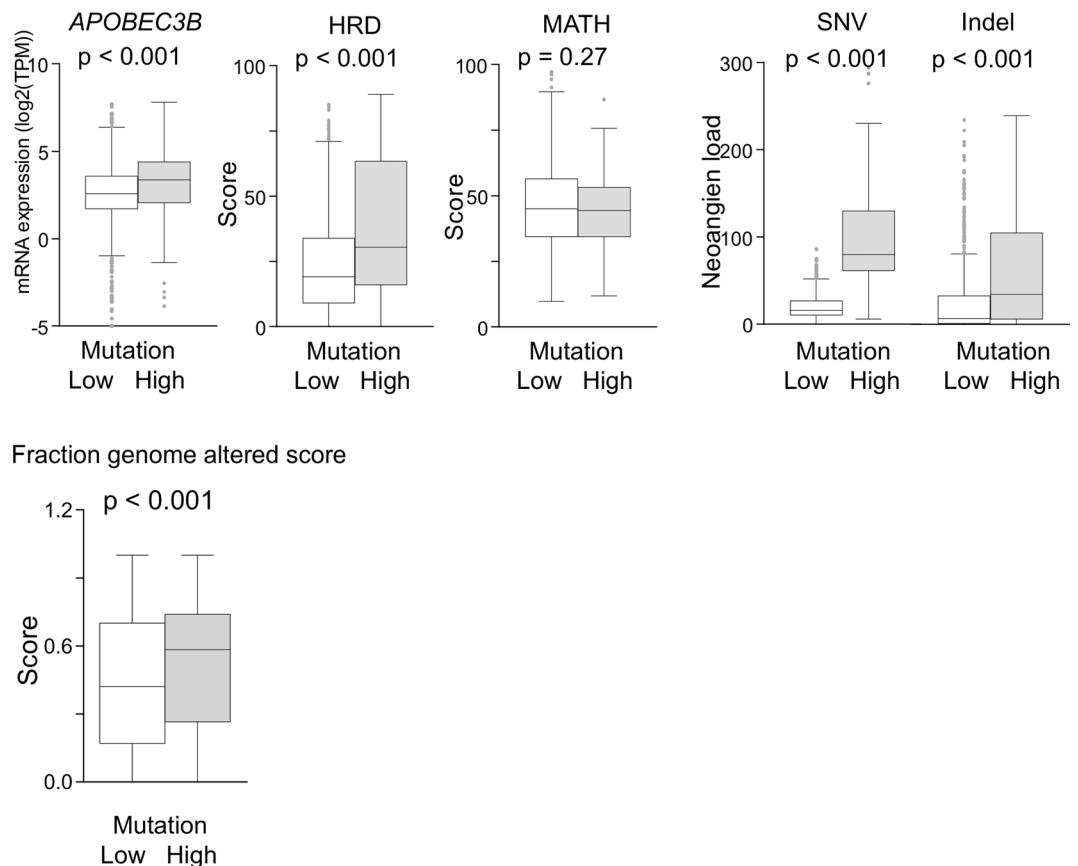 APOBEC3B
p < 0.001
mRNA expression (log2(TPM))
10
5
0
-5
Mutation
Low High
HRD
p < 0.001
Score
100
50
0
Mutation
Low High
MATH
p = 0.27
Score
100
50
0
Mutation
Low High
SNV Indel
p < 0.001 p < 0.001
Neoangien load
300
200
100
0
Mutation Mutation
Low High Low High
Fraction genome altered score
p < 0.001
Score
1.2
0.6
0.0
Mutation
Low High